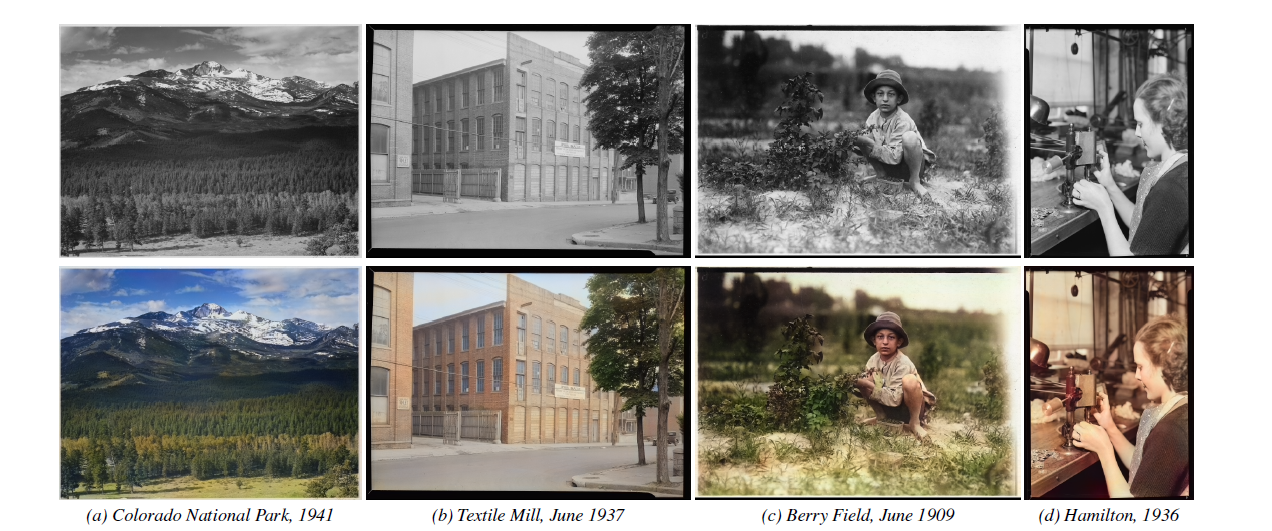 (a) Colorado National Park, 1941
(b) Textile Mill, June 1937
(c) Berry Field, June 1909
(d) Hamilton, 1936